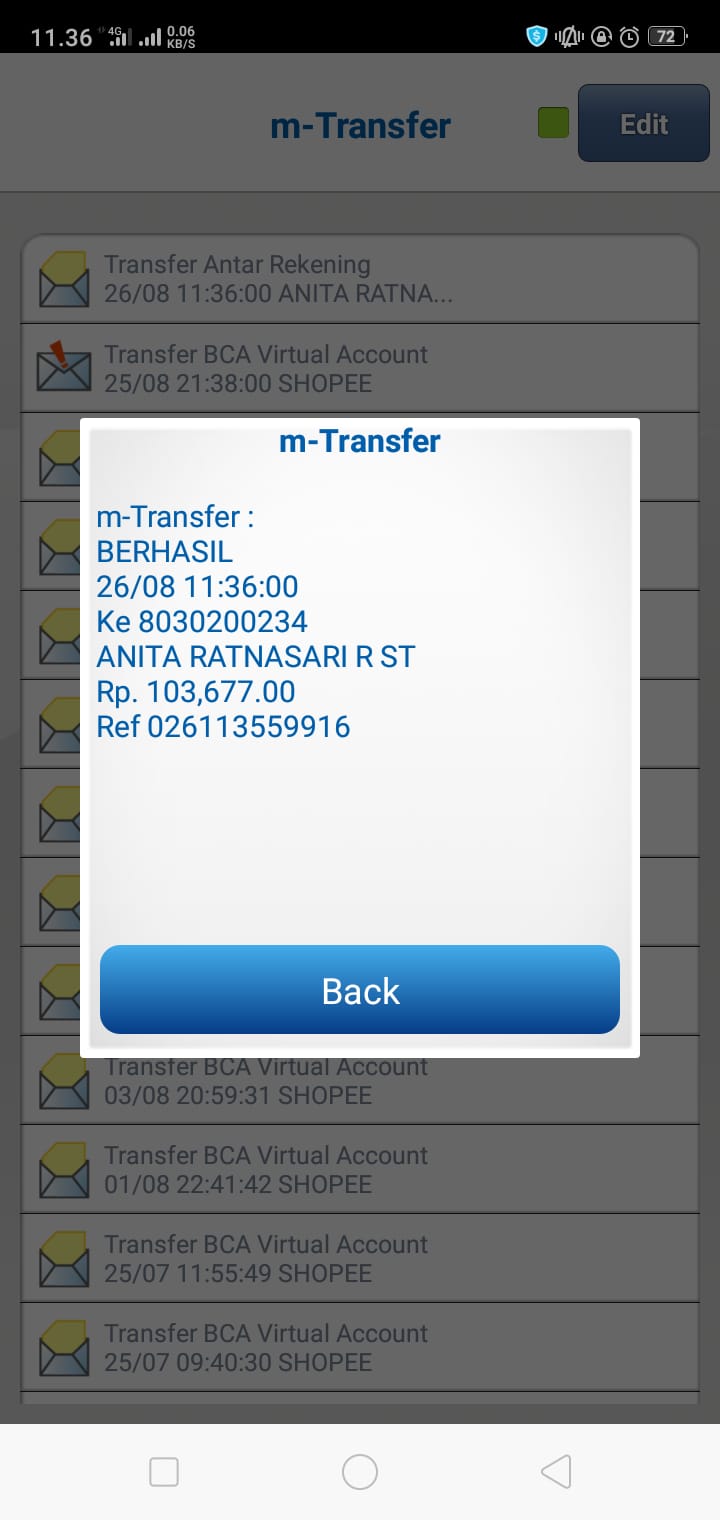 11.36 4G 0.06 KB/S 72
m-Transfer
Edit
Transfer Antar Rekening
26/08 11:36:00 ANITA RATNA...
Transfer BCA Virtual Account
25/08 21:38:00 SHOPEE
m-Transfer
m-Transfer :
BERHASIL
26/08 11:36:00
Ke 8030200234
ANITA RATNASARI R ST
Rp. 103,677.00
Ref 026113559916
Back
Transfer BCA Virtual Account
03/08 20:59:31 SHOPEE
Transfer BCA Virtual Account
01/08 22:41:42 SHOPEE
Transfer BCA Virtual Account
25/07 11:55:49 SHOPEE
Transfer BCA Virtual Account
25/07 09:40:30 SHOPEE